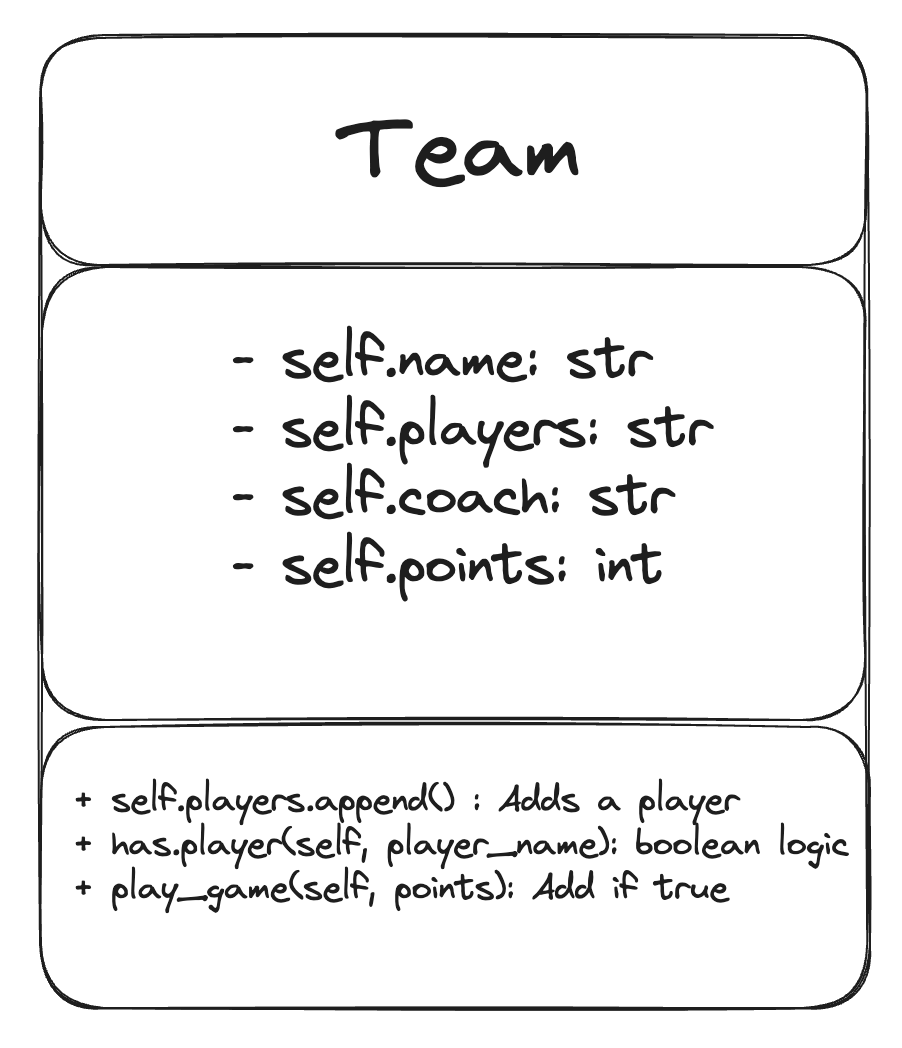 Team
- self.name: str
- self.players: str
- self.coach: str
- self.points: int
+ self.players.append() : Adds a player
+ has.player(self, player_name): boolean logic
+ play_game(self, points): Add if true